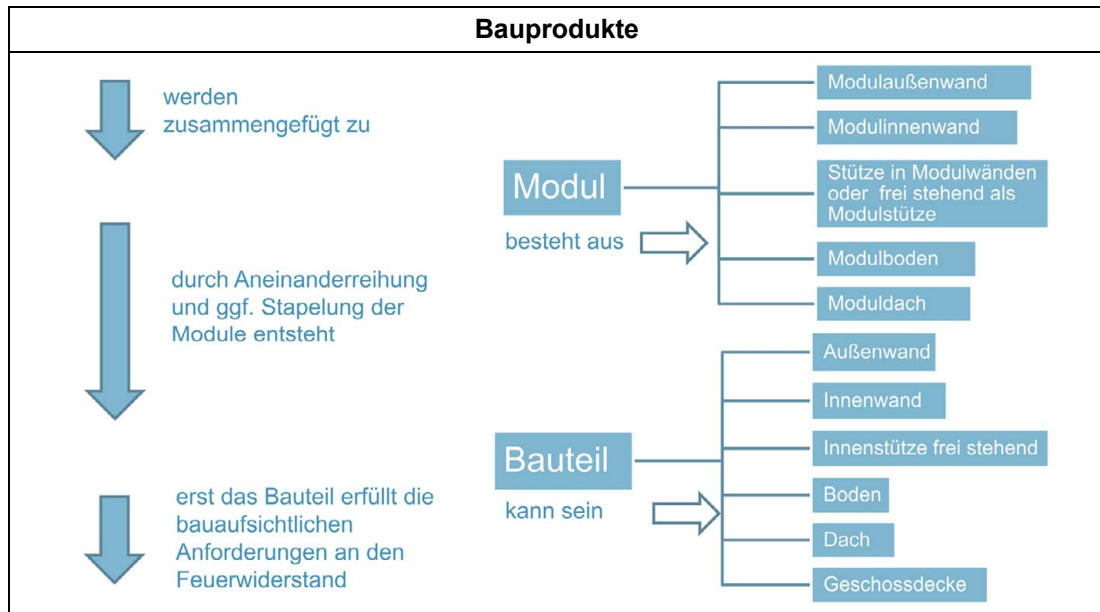 Bauprodukte
werden
zusammengefügt zu
Modul
besteht aus
Modulaußenwand
Modulinnenwand
Stütze in Modulwänden
oder frei stehend als
Modulstütze
Modulboden
Moduldach
durch Aneinanderreihung
und ggf. Stapelung der
Module entsteht
Bauteil
kann sein
Außenwand
Innenwand
Innenstütze frei stehend
Boden
Dach
Geschossdecke
erst das Bauteil erfüllt die
bauaufsichtlichen
Anforderungen an den
Feuerwiderstand